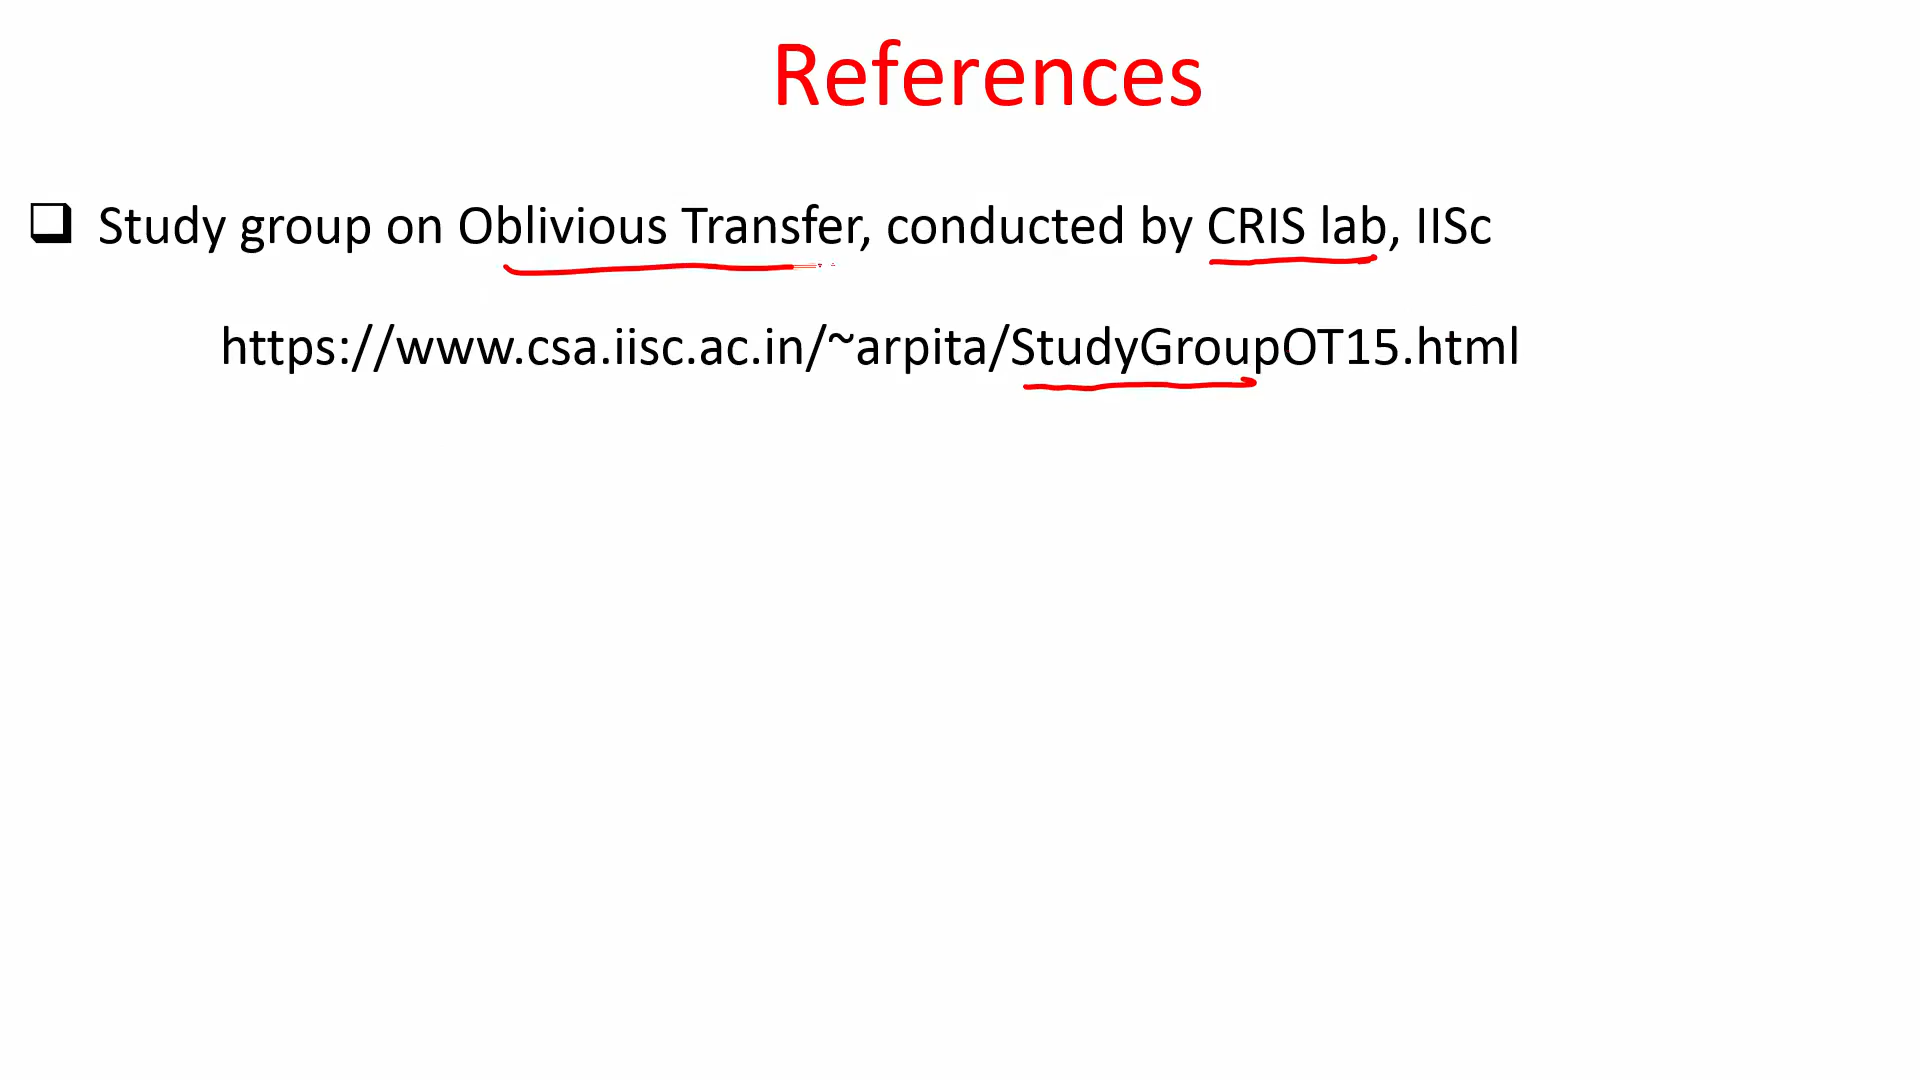 References
❑ Study group on Oblivious Transfer, conducted by CRIS lab, IISc
https://www.csa.iisc.ac.in/~arpita/StudyGroupOT15.html